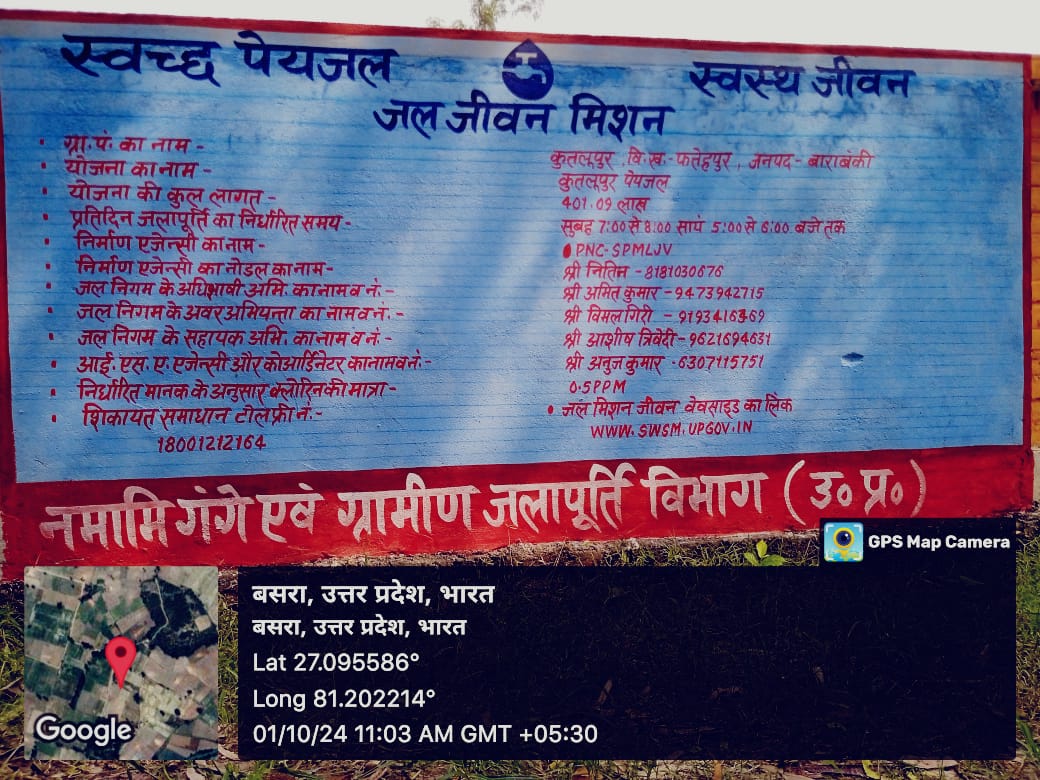 स्वच्छ पेयजल
स्वस्थ जीवन
जल जीवन मिशन
• ग्रा.पं. का नाम - कुतलूपुर, वि.ख.- फतेहपुर, जनपद - बाराबंकी
• योजना का नाम - कुतलूपुर पेयजल
• योजना की कुल लागत - 401.09 लाख
• प्रतिदिन जलापूर्ति का निर्धारित समय - सुबह 7:00 से 8:00 सायं 5:00 से 6:00 बजे तक
• निर्माण एजेन्सी का नाम - PNC-SPMLJV
• निर्माण एजेन्सी का नोडल का नाम - श्री नितिन - 8181030676
• जल निगम के अधिशाषी अभि. का नाम व नं:- श्री अमित कुमार - 9473942715
• जल निगम के अवर अभियन्ता का नाम व नं. - श्री विमल गिरी - 9193416369
• जल निगम के सहायक अभि. का नाम व नं:- श्री आशीष त्रिवेदी - 9621694631
• आई. एस. ए. एजेन्सी और कोआर्डिनेटर का नाम व नं:- श्री अनुज कुमार - 6307115751
• निर्धारित मानक के अनुसार क्लोरिन की मात्रा - 0.5PPM
• शिकायत समाधान टोल फ्री नं:- • जल मिशन जीवन वेवसाइड का लिंक
18001212164 WWW.SWSM.UPGOV.IN
नमामि गंगे एवं ग्रामीण जलापूर्ति विभाग (उ० प्र०)
GPS Map Camera
बसरा, उत्तर प्रदेश, भारत
बसरा, उत्तर प्रदेश, भारत
Lat 27.095586°
Long 81.202214°
01/10/24 11:03 AM GMT +05:30
Google